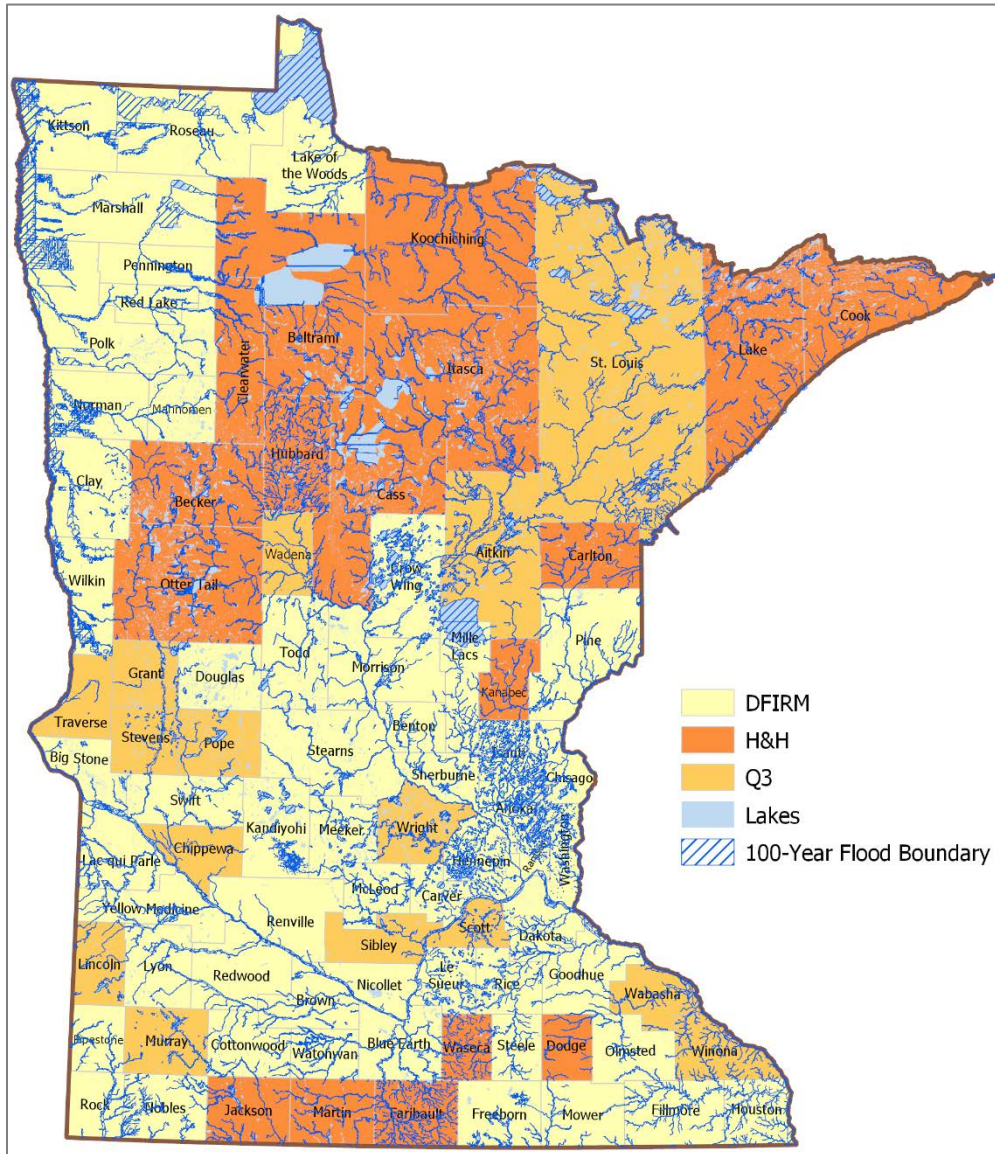 Kittson
Roseau
Lake of
the Woods
Marshall
Koochiching
Pennington
Red Lake
Cook
Polk
Beltrami
Clearwater
Itasca
St. Louis
Lake
Norman
Mahnomen
Hubbard
Clay
Becker
Cass
Wadena
Aitkin
Carlton
Crow
Wing
Wilkin
Otter Tail
Mille
Lacs
Pine
Todd
Morrison
Grant
Douglas
Kanabec
Traverse
Stevens
Pope
Benton
Big Stone
Stearns
Isanti
Sherburne
Chisago
Swift
Anoka
Kandiyohi
Meeker
Wright
Washington
Chippewa
Lac qui Parle
Hennepin
Ramsey
McLeod
Carver
Yellow Medicine
Renville
Scott
Dakota
Sibley
Lincoln
Lyon
Redwood
Nicollet
Le
Sueur
Rice
Goodhue
Wabasha
Brown
Pipestone
Murray
Cottonwood
Watonwan
Blue Earth
Waseca
Steele
Dodge
Olmsted
Winona
Rock
Nobles
Jackson
Martin
Faribault
Freeborn
Mower
Fillmore
Houston
DFIRM
H&H
Q3
Lakes
100-Year Flood Boundary